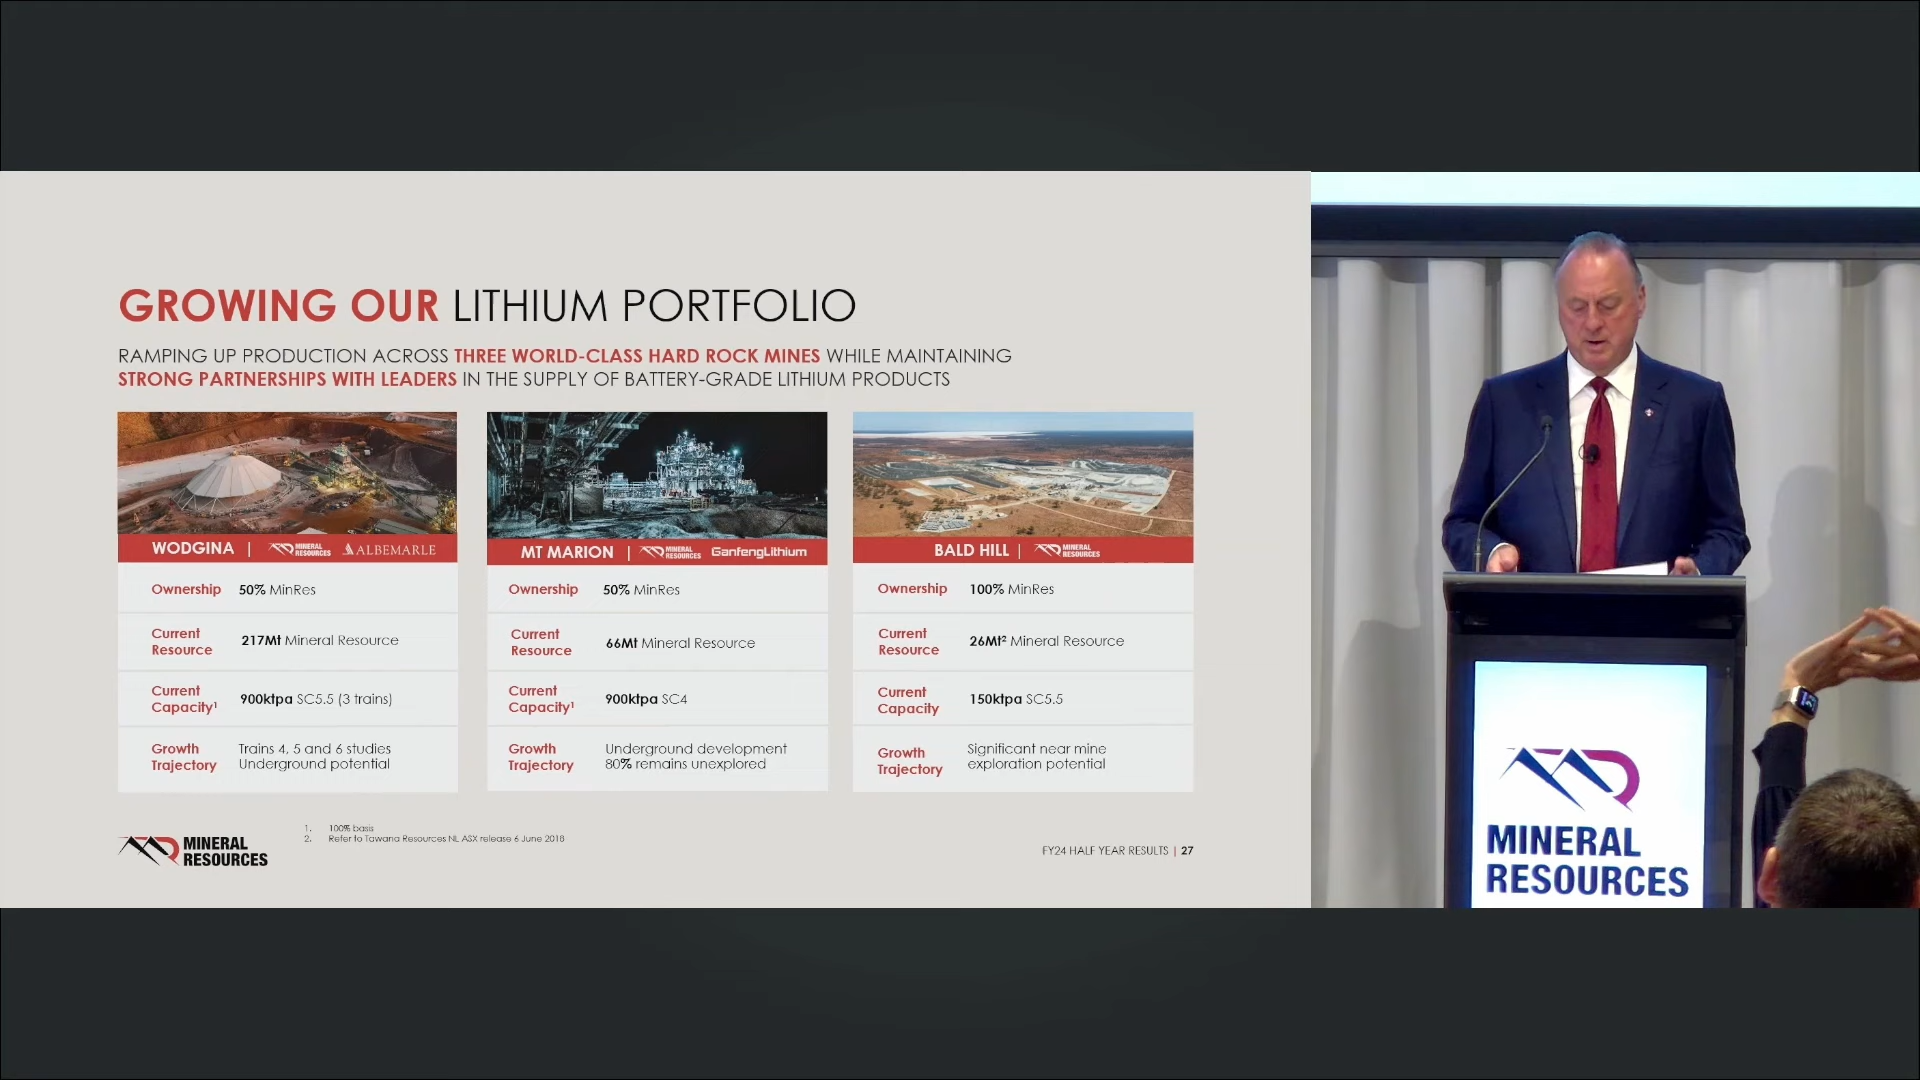 GROWING OUR LITHIUM PORTFOLIO
RAMPING UP PRODUCTION ACROSS THREE WORLD-CLASS HARD ROCK MINES WHILE MAINTAINING
STRONG PARTNERSHIPS WITH LEADERS IN THE SUPPLY OF BATTERY-GRADE LITHIUM PRODUCTS
WODGINA | MINERAL RESOURCES ALBEMARLE
Ownership 50% MinRes
Current Resource 217Mt Mineral Resource
Current Capacity¹ 900ktpa SC5.5 (3 trains)
Growth Trajectory Trains 4, 5 and 6 studies
Underground potential
MT MARION | MINERAL RESOURCES GanfengLithium
Ownership 50% MinRes
Current Resource 66Mt Mineral Resource
Current Capacity¹ 900ktpa SC4
Growth Trajectory Underground development
80% remains unexplored
BALD HILL | MINERAL RESOURCES
Ownership 100% MinRes
Current Resource 26Mt² Mineral Resource
Current Capacity 150ktpa SC5.5
Growth Trajectory Significant near mine
exploration potential
MINERAL
RESOURCES
1. 100% basis
2. Refer to Tawana Resources NL ASX release 6 June 2018
FY24 HALF YEAR RESULTS | 27
MINERAL
RESOURCES